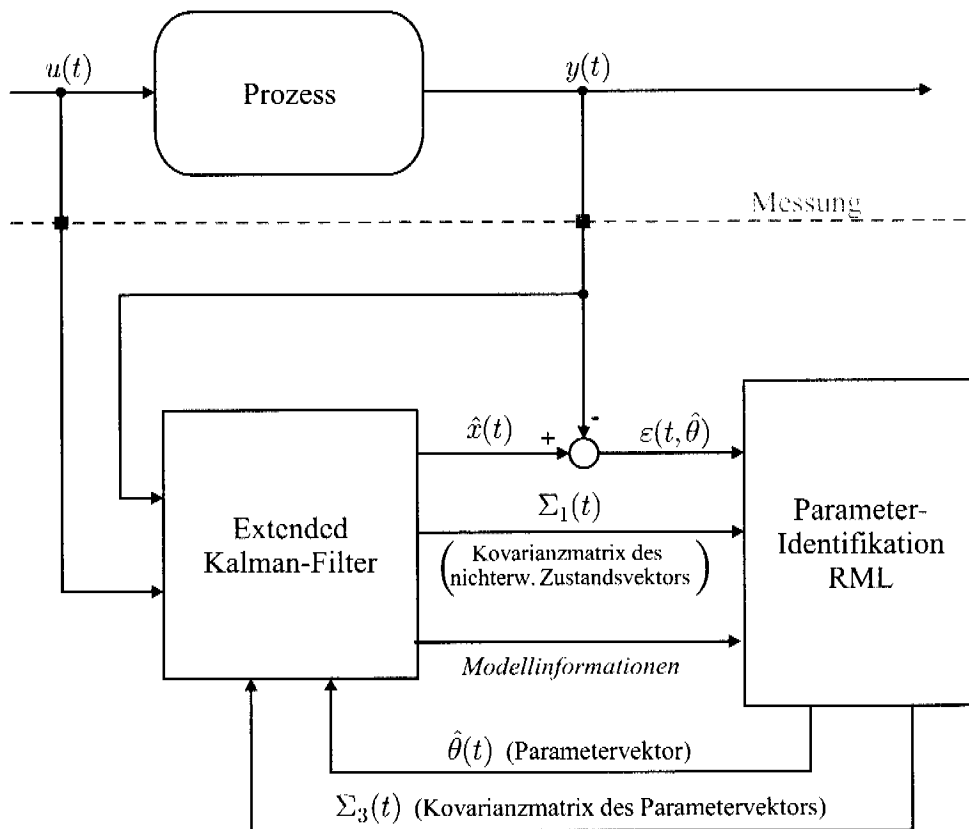 u(t)
Prozess
y(t)
Messung
x̂(t)
+
-
ε(t, θ̂)
Σ₁(t)
(Kovarianzmatrix des
nichterw. Zustandsvektors)
Extended
Kalman-Filter
Parameter-
Identifikation
RML
Modellinformationen
θ̂(t) (Parametervektor)
Σ₃(t) (Kovarianzmatrix des Parametervektors)